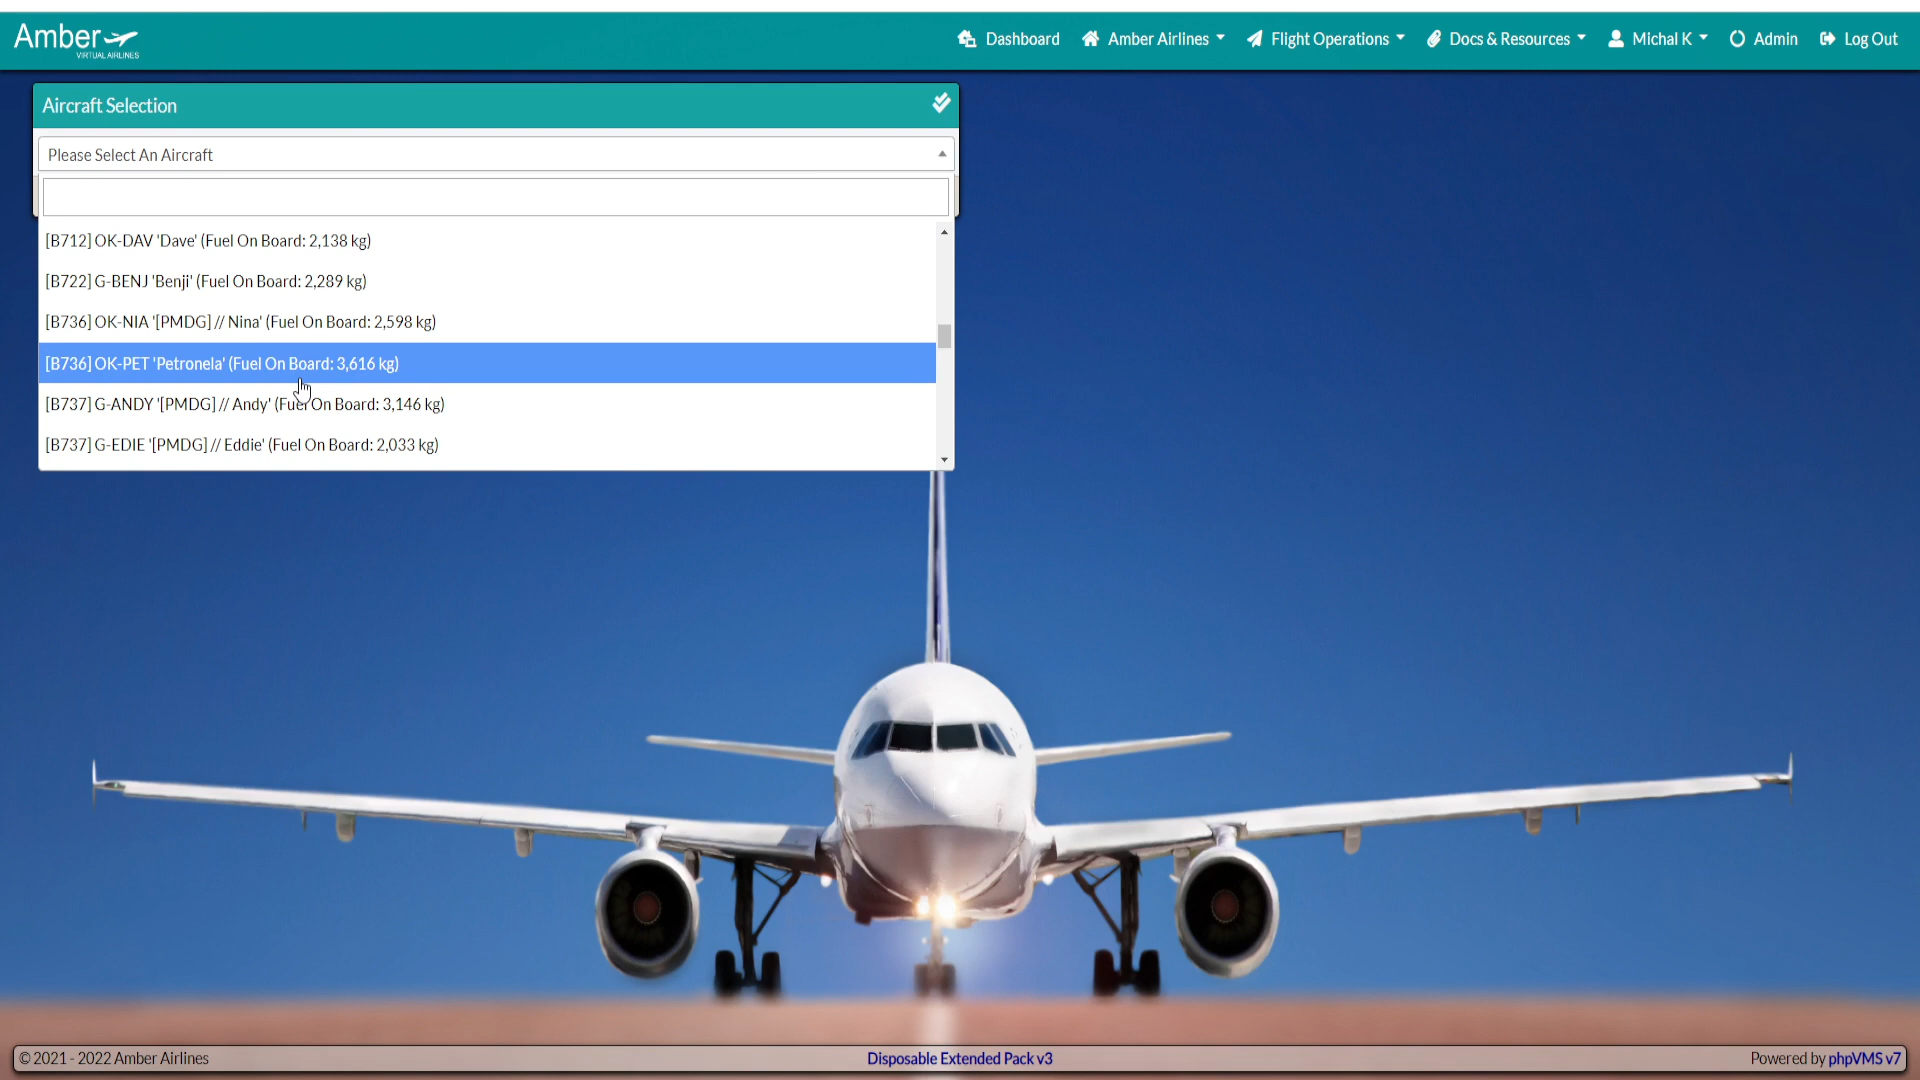 Amber
VIRTUAL AIRLINES
Dashboard
Amber Airlines
Flight Operations
Docs & Resources
Michal K
Admin
Log Out
Aircraft Selection
Please Select An Aircraft
[B712] OK-DAV 'Dave' (Fuel On Board: 2,138 kg)
[B722] G-BENJ 'Benji' (Fuel On Board: 2,289 kg)
[B736] OK-NIA '[PMDG] // Nina' (Fuel On Board: 2,598 kg)
[B736] OK-PET 'Petronela' (Fuel On Board: 3,616 kg)
[B737] G-ANDY '[PMDG] // Andy' (Fuel On Board: 3,146 kg)
[B737] G-EDIE '[PMDG] // Eddie' (Fuel On Board: 2,033 kg)
© 2021 - 2022 Amber Airlines
Disposable Extended Pack v3
Powered by phpVMS v7